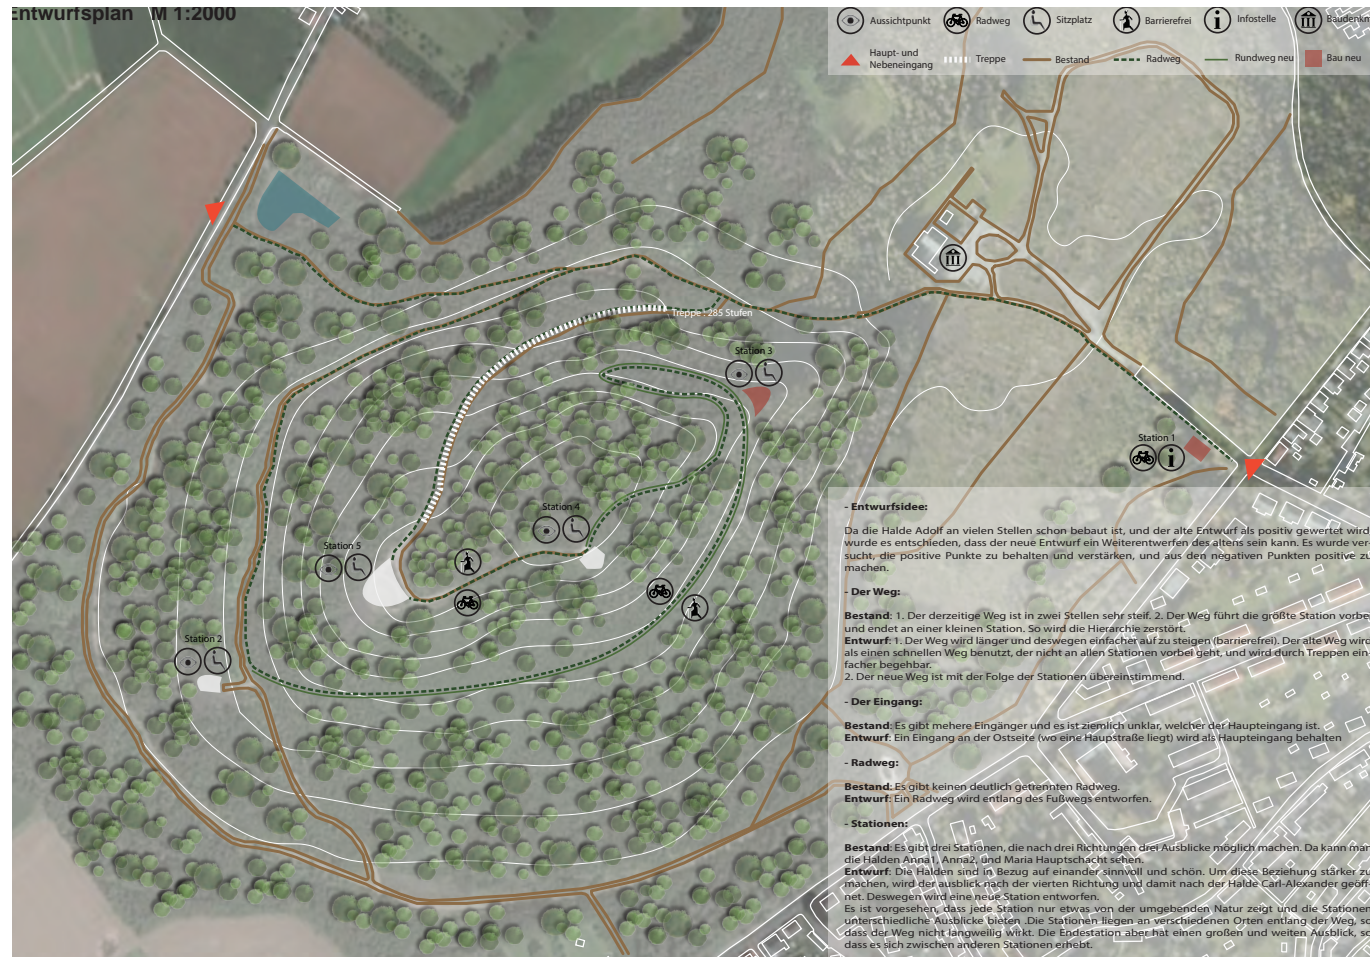 Entwurfsplan M 1:2000
Aussichtpunkt
Radweg
Sitzplatz
Barrierefrei
Infostelle
Haupt- und
Nebeneingang
Treppe
Bestand
Radweg
Rundweg neu
Bau neu
Treppe : 285 Stufen
Station 3
Station 1
Station 4
Station 5
Station 2
- Entwurfsidee:
Da die Halde Adolf an vielen Stellen schon bebaut ist, und der alte Entwurf als positiv gewertet wird,
wurde es entschieden, dass der neue Entwurf ein Weiterentwerfen des altens sein kann. Es wurde ver-
sucht, die positive Punkte zu behalten und verstärken, und aus den negativen Punkten positive zu
machen.
- Der Weg:
Bestand: 1. Der derzeitige Weg ist in zwei Stellen sehr steif. 2. Der Weg führt die größte Station vorbei
und endet an einer kleinen Station. So wird die Hierarchie zerstört.
Entwurf: 1. Der Weg wird länger und deswegen einfacher auf zu steigen (barrierefrei). Der alte Weg wird
als einen schnellen Weg benutzt, der nicht an allen Stationen vorbei geht, und wird durch Treppen ein-
facher begehbar.
2. Der neue Weg ist mit der Folge der Stationen übereinstimmend.
- Der Eingang:
Bestand: Es gibt mehere Eingänger und es ist ziemlich unklar, welcher der Haupteingang ist.
Entwurf: Ein Eingang an der Ostseite (wo eine Haupstraße liegt) wird als Haupteingang behalten
- Radweg:
Bestand: Es gibt keinen deutlich getrennten Radweg.
Entwurf: Ein Radweg wird entlang des Fußwegs entworfen.
- Stationen:
Bestand: Es gibt drei Stationen, die nach drei Richtungen drei Ausblicke möglich machen. Da kann man
die Halden Anna1, Anna2, und Maria Hauptschacht sehen.
Entwurf: Die Halden sind in Bezug auf einander sinnvoll und schön. Um diese Beziehung stärker zu
machen, wird der ausblick nach der vierten Richtung und damit nach der Halde Carl-Alexander geöff-
net. Deswegen wird eine neue Station entworfen.
Es ist vorgesehen, dass jede Station nur etwas von der umgebenden Natur zeigt und die Stationen
unterschiedliche Ausblicke bieten .Die Stationen liegen an verschiedenen Orten entlang der Weg, so
dass der Weg nicht langweilig wirkt. Die Endestation aber hat einen großen und weiten Ausblick, so
dass es sich zwischen anderen Stationen erhebt.